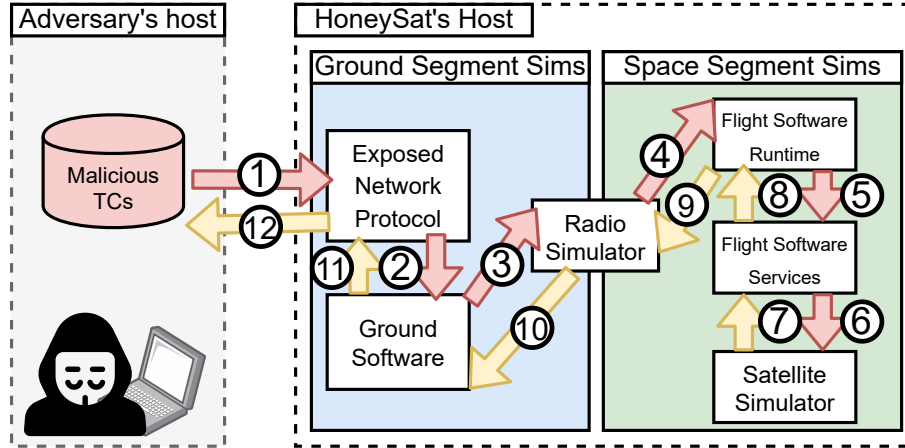 Adversary's host
HoneySat's Host
Ground Segment Sims
Space Segment Sims
Malicious
TCs
1
12
Exposed
Network
Protocol
11
2
3
Ground
Software
10
Radio
Simulator
4
9
Flight Software
Runtime
8
5
Flight Software
Services
7
6
Satellite
Simulator